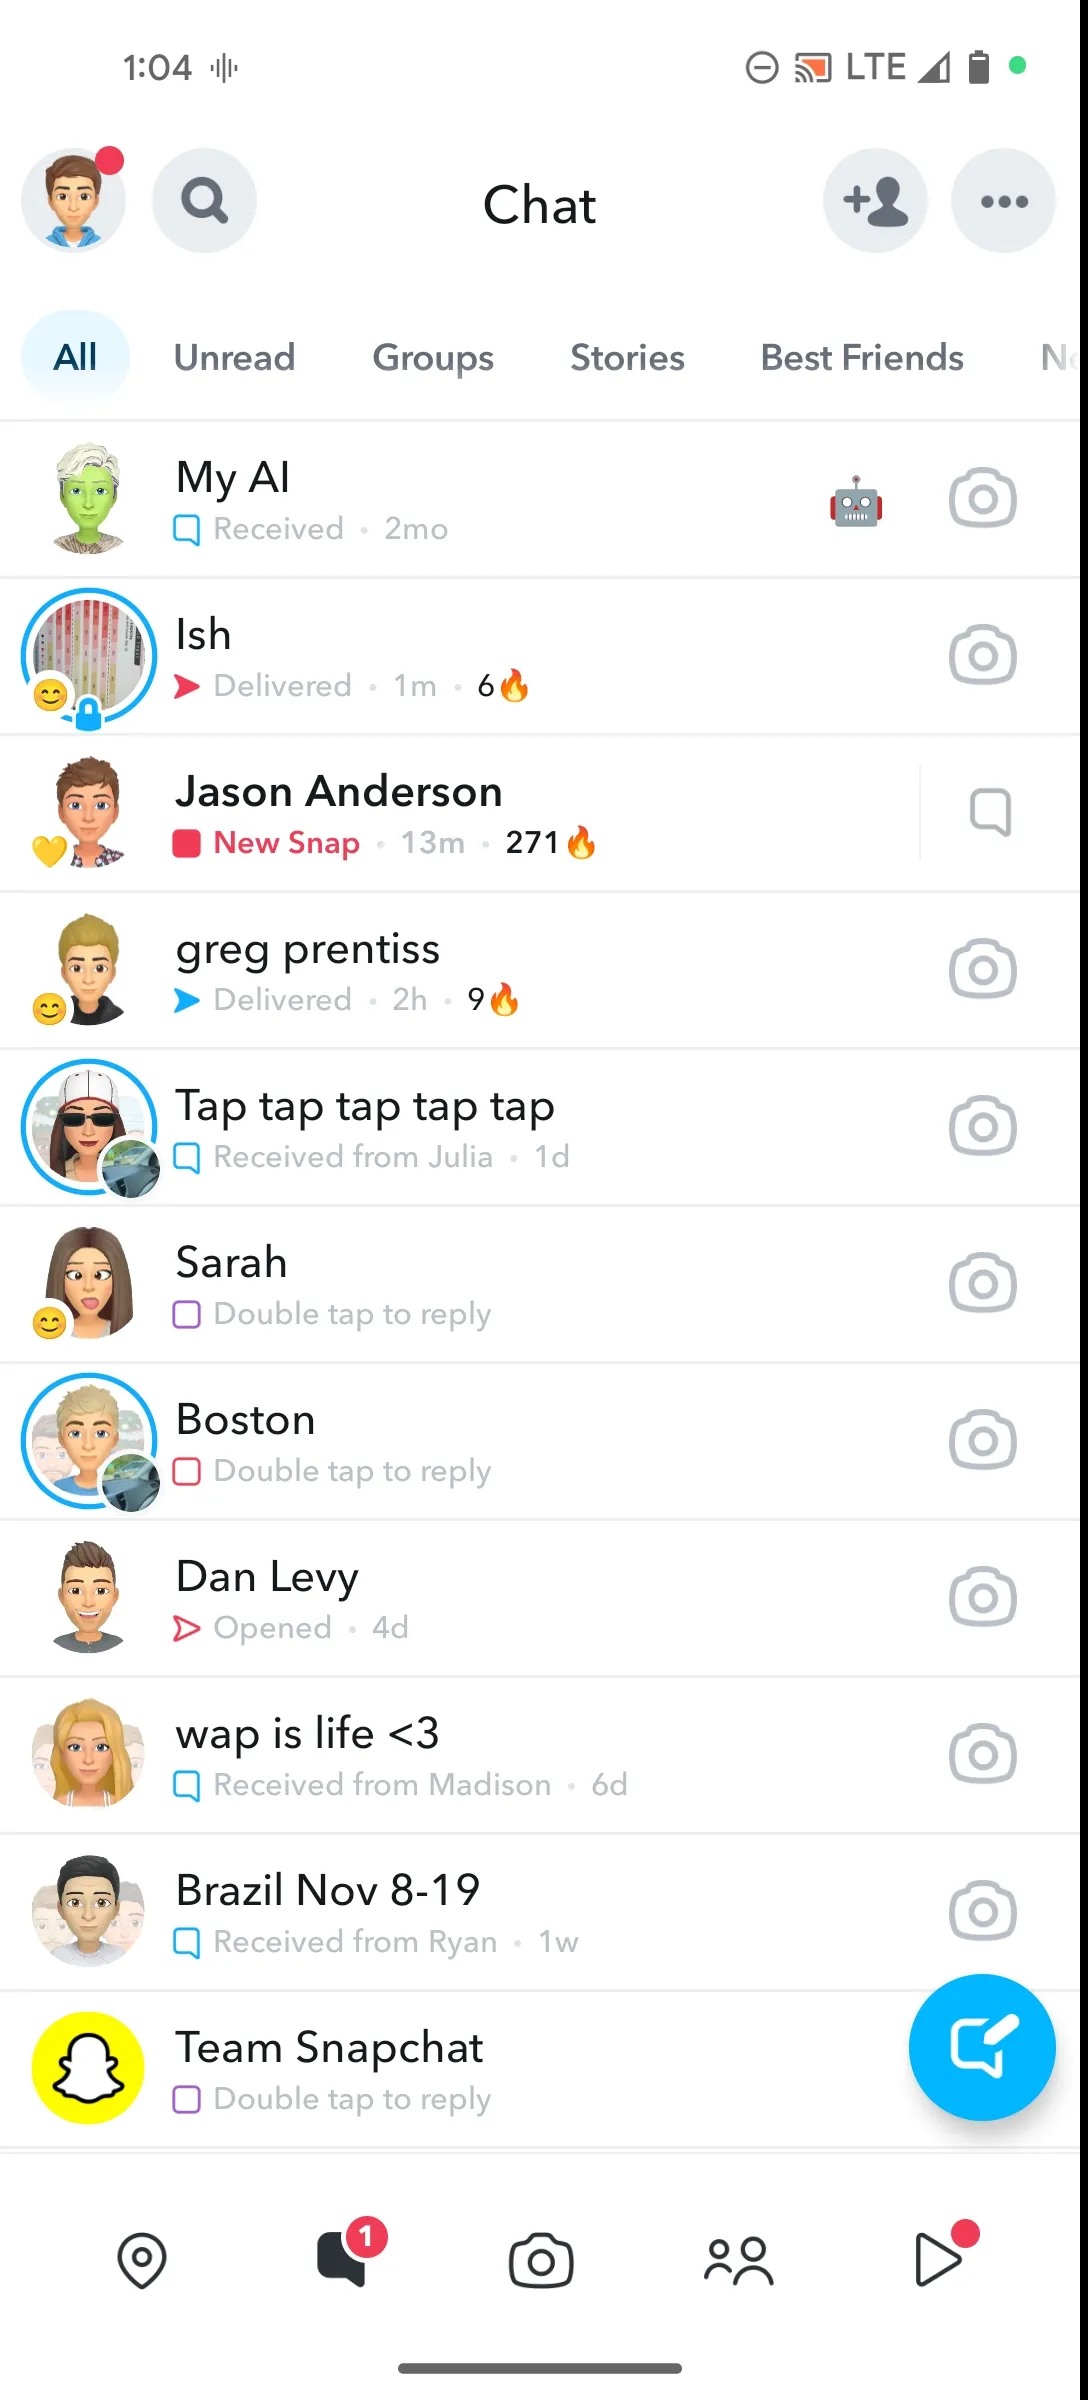 1:04 LTE
Chat
All Unread Groups Stories Best Friends
My AI
Received • 2mo
Ish
Delivered • 1m • 6🔥
Jason Anderson
New Snap • 13m • 271🔥
greg prentiss
Delivered • 2h • 9🔥
Tap tap tap tap tap
Received from Julia • 1d
Sarah
Double tap to reply
Boston
Double tap to reply
Dan Levy
Opened • 4d
wap is life <3
Received from Madison • 6d
Brazil Nov 8-19
Received from Ryan • 1w
Team Snapchat
Double tap to reply
1